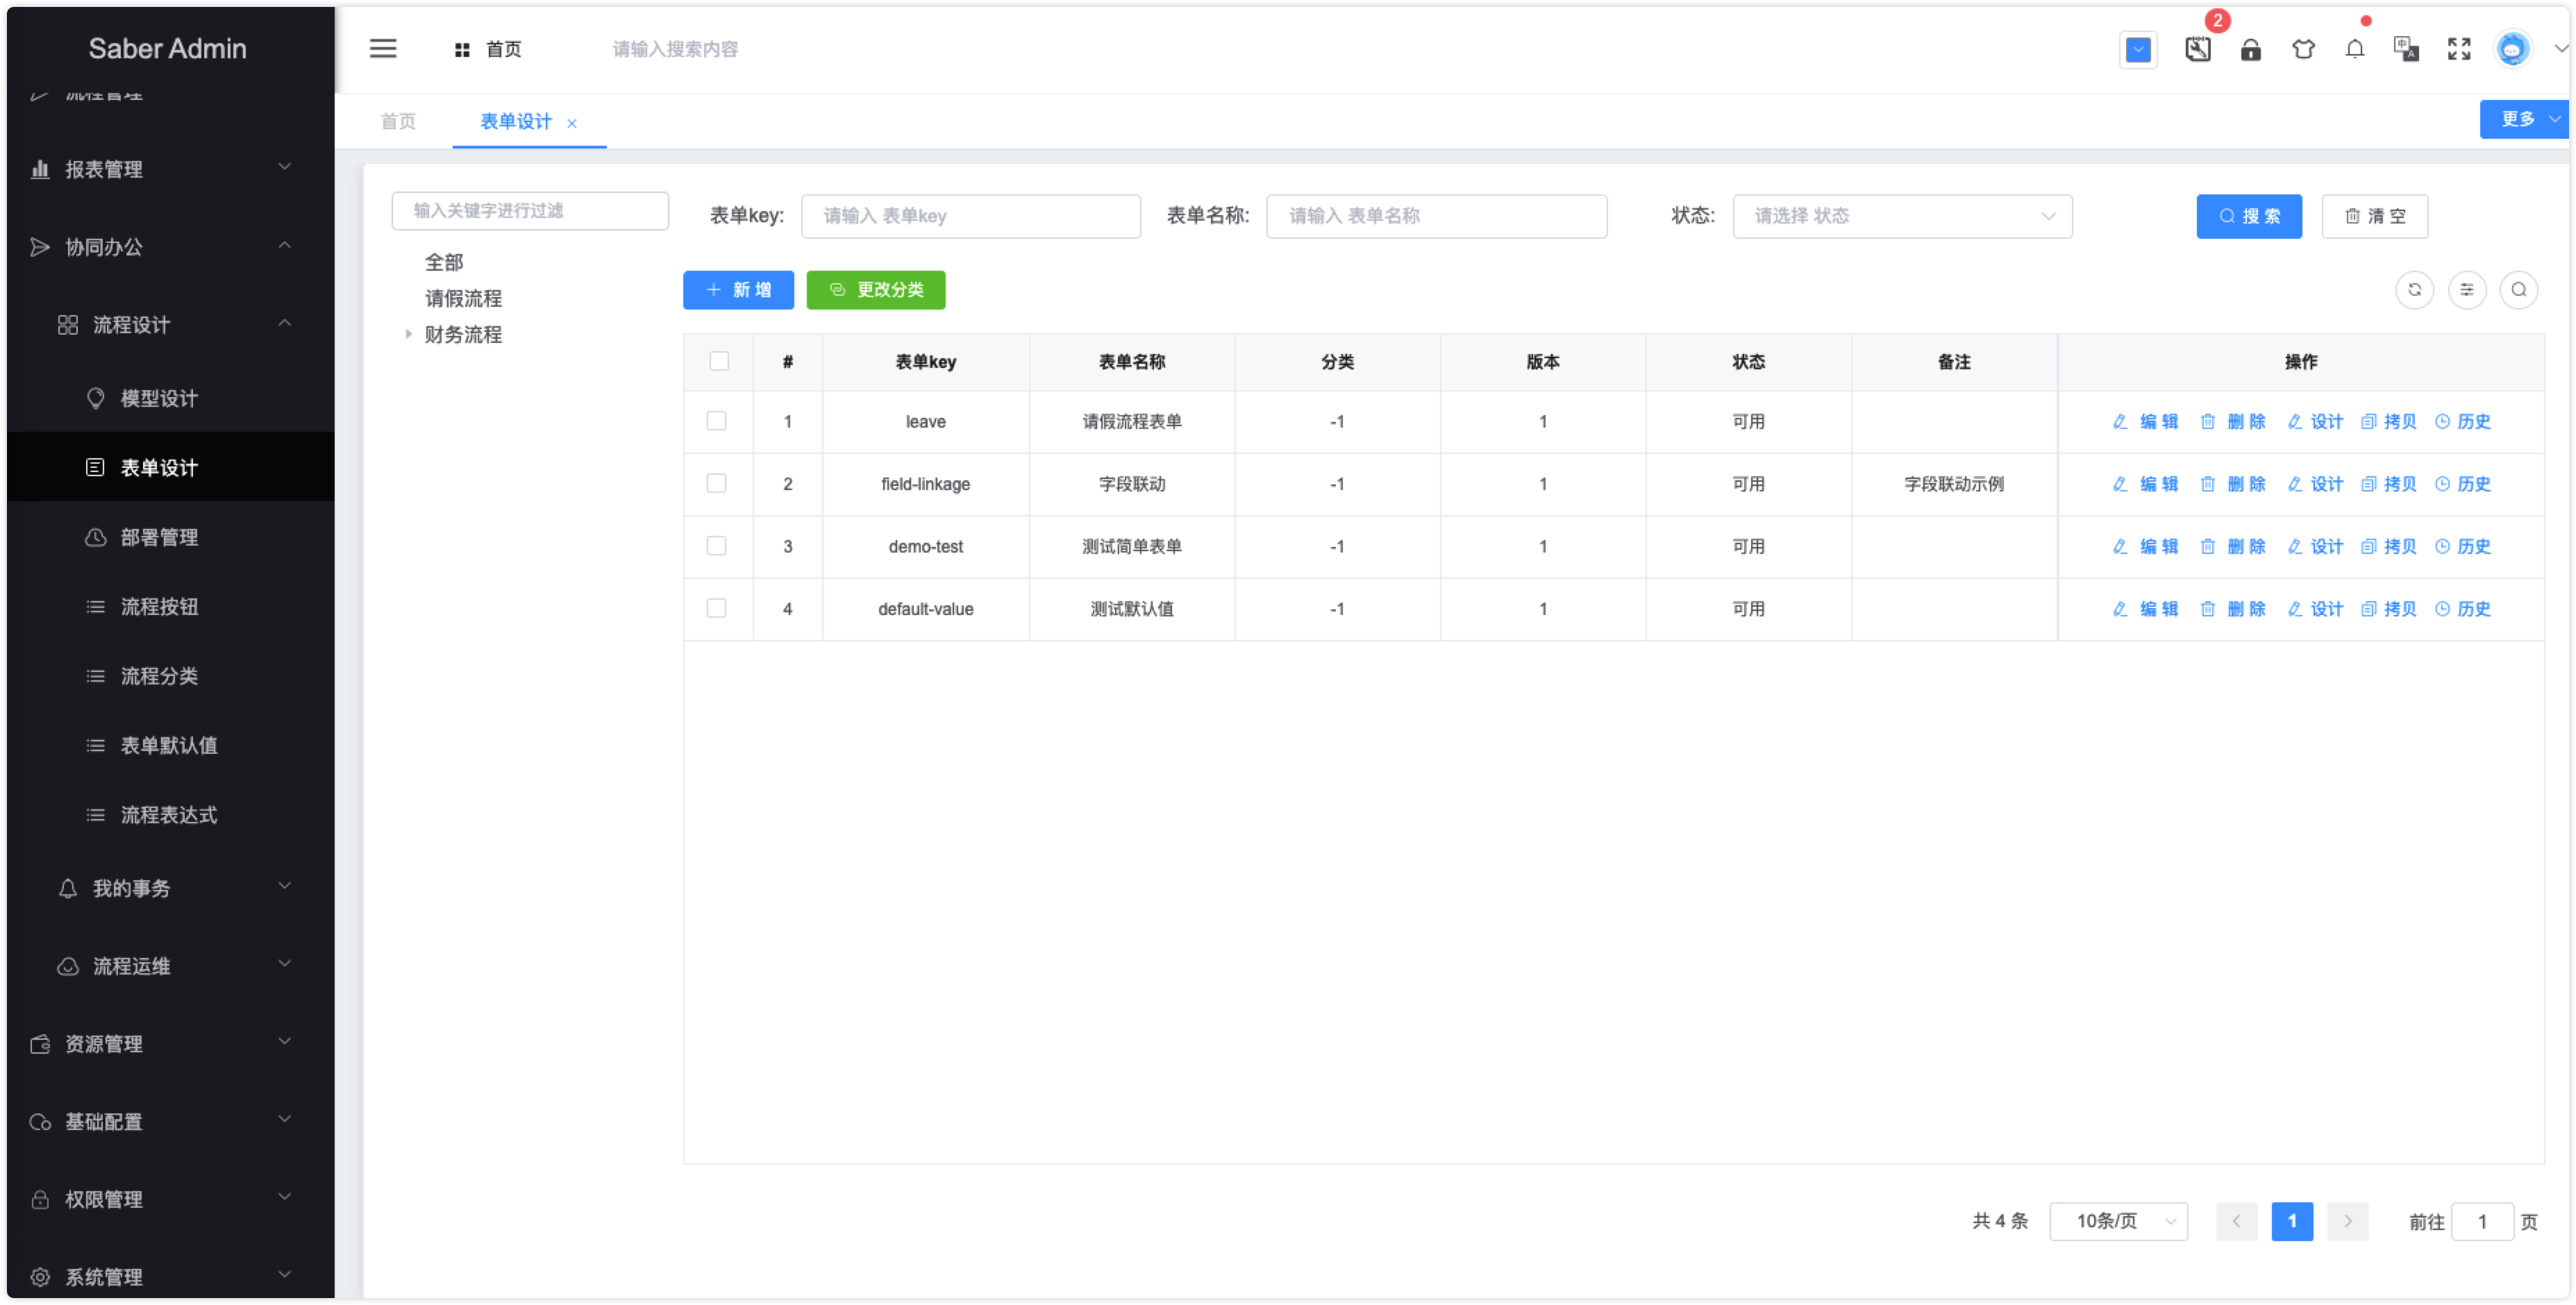 Saber Admin
首页
请输入搜索内容
2
流程管理
报表管理
协同办公
流程设计
模型设计
表单设计
部署管理
流程按钮
流程分类
表单默认值
流程表达式
我的事务
流程运维
资源管理
基础配置
权限管理
系统管理
首页 表单设计 ×
更多
输入关键字进行过滤
全部
请假流程
财务流程
表单key: 请输入 表单key 表单名称: 请输入 表单名称 状态: 请选择 状态 搜 索 清 空
新 增 更改分类
# 表单key 表单名称 分类 版本 状态 备注 操作
1 leave 请假流程表单 -1 1 可用 编 辑 删 除 设计 拷贝 历史
2 field-linkage 字段联动 -1 1 可用 字段联动示例 编 辑 删 除 设计 拷贝 历史
3 demo-test 测试简单表单 -1 1 可用 编 辑 删 除 设计 拷贝 历史
4 default-value 测试默认值 -1 1 可用 编 辑 删 除 设计 拷贝 历史
共 4 条 10条/页 1 前往 1 页